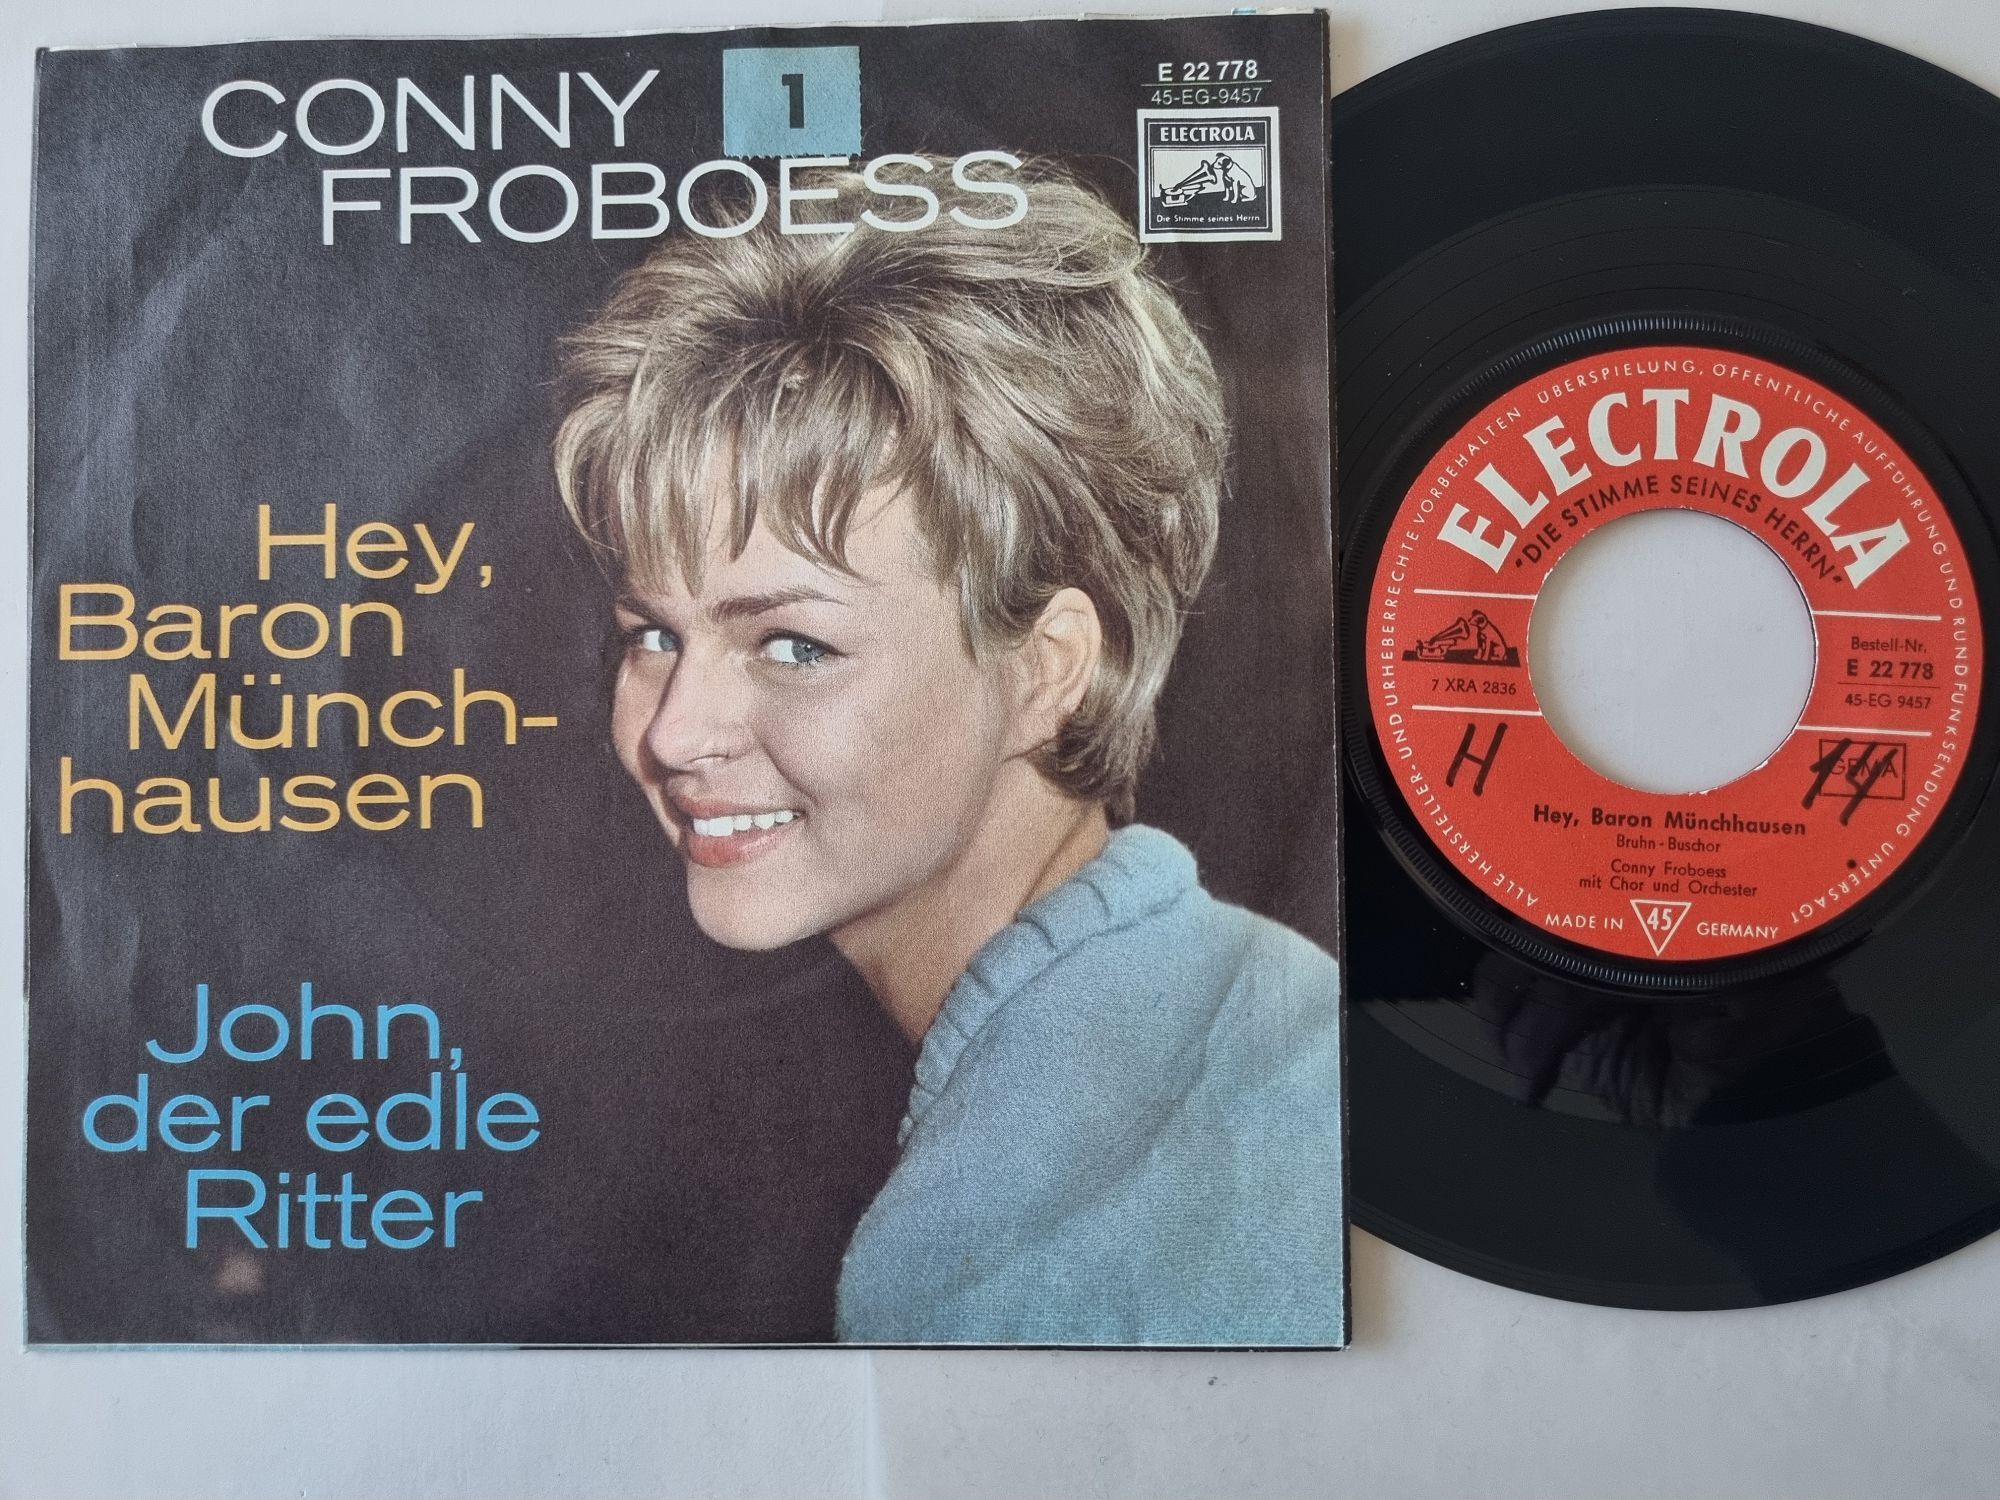 CONNY
1
FROBOESS
E 22 778
45-EG-9457
ELECTROLA
Die Stimme seines Herrn
Hey,
Baron
Münch-
hausen
John,
der edle
Ritter
ALLE HERSTELLER- UND URHEBERRECHTE VORBEHALTEN ÜBERSPIELUNG, ÖFFENTLICHE AUFFÜHRUNG UND RUNDFUNKSENDUNG UNTERSAGT
ELECTROLA
"DIE STIMME SEINES HERRN"
Bestell-Nr.
E 22 778
45-EG 9457
7 XRA 2836
H
GEMA
14
Hey, Baron Münchhausen
Bruhn - Buschor
Conny Froboess
mit Chor und Orchester
MADE IN 45 GERMANY